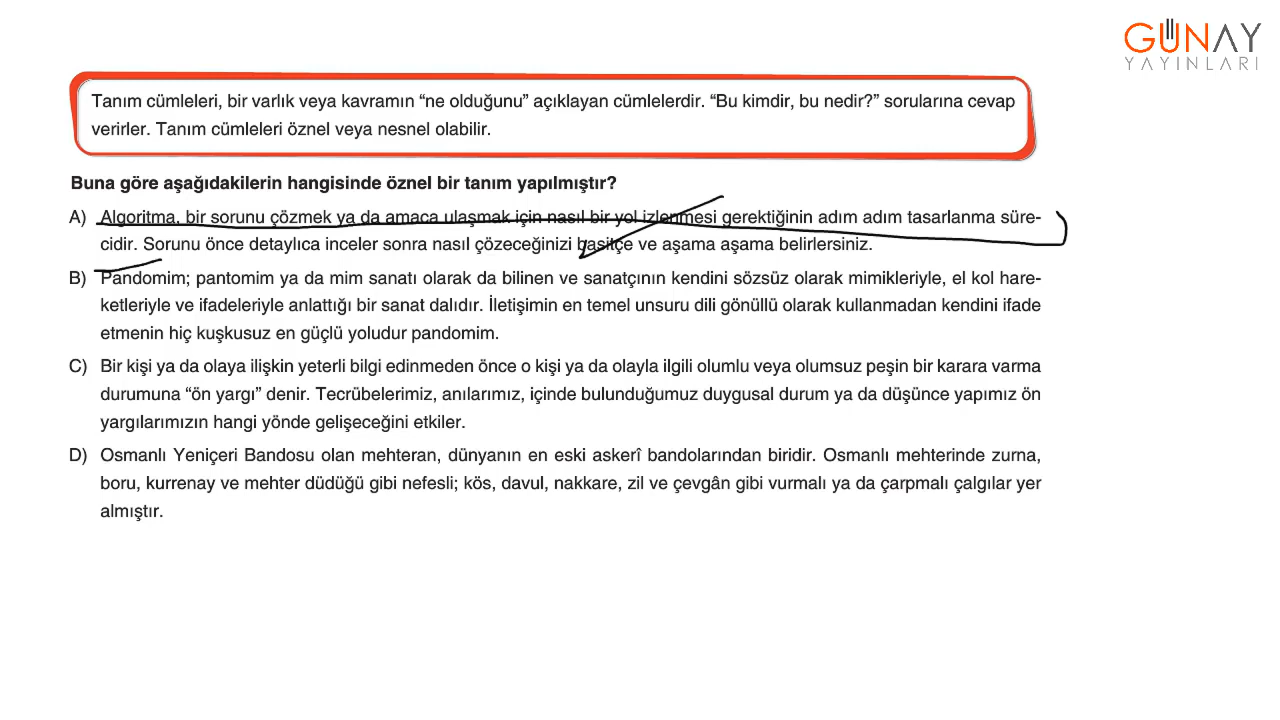 GÜNAY
YAYINLARI
Tanım cümleleri, bir varlık veya kavramın “ne olduğunu” açıklayan cümlelerdir. “Bu kimdir, bu nedir?” sorularına cevap
verirler. Tanım cümleleri öznel veya nesnel olabilir.
Buna göre aşağıdakilerin hangisinde öznel bir tanım yapılmıştır?
A) Algoritma, bir sorunu çözmek ya da amaca ulaşmak için nasıl bir yol izlenmesi gerektiğinin adım adım tasarlanma süre-
cidir. Sorunu önce detaylıca inceler sonra nasıl çözeceğinizi basitçe ve aşama aşama belirlersiniz.
B) Pandomim; pantomim ya da mim sanatı olarak da bilinen ve sanatçının kendini sözsüz olarak mimikleriyle, el kol hare-
ketleriyle ve ifadeleriyle anlattığı bir sanat dalıdır. İletişimin en temel unsuru dili gönüllü olarak kullanmadan kendini ifade
etmenin hiç kuşkusuz en güçlü yoludur pandomim.
C) Bir kişi ya da olaya ilişkin yeterli bilgi edinmeden önce o kişi ya da olayla ilgili olumlu veya olumsuz peşin bir karara varma
durumuna “ön yargı” denir. Tecrübelerimiz, anılarımız, içinde bulunduğumuz duygusal durum ya da düşünce yapımız ön
yargılarımızın hangi yönde gelişeceğini etkiler.
D) Osmanlı Yeniçeri Bandosu olan mehteran, dünyanın en eski askerî bandolarından biridir. Osmanlı mehterinde zurna,
boru, kurrenay ve mehter düdüğü gibi nefesli; kös, davul, nakkare, zil ve çevgân gibi vurmalı ya da çarpmalı çalgılar yer
almıştır.